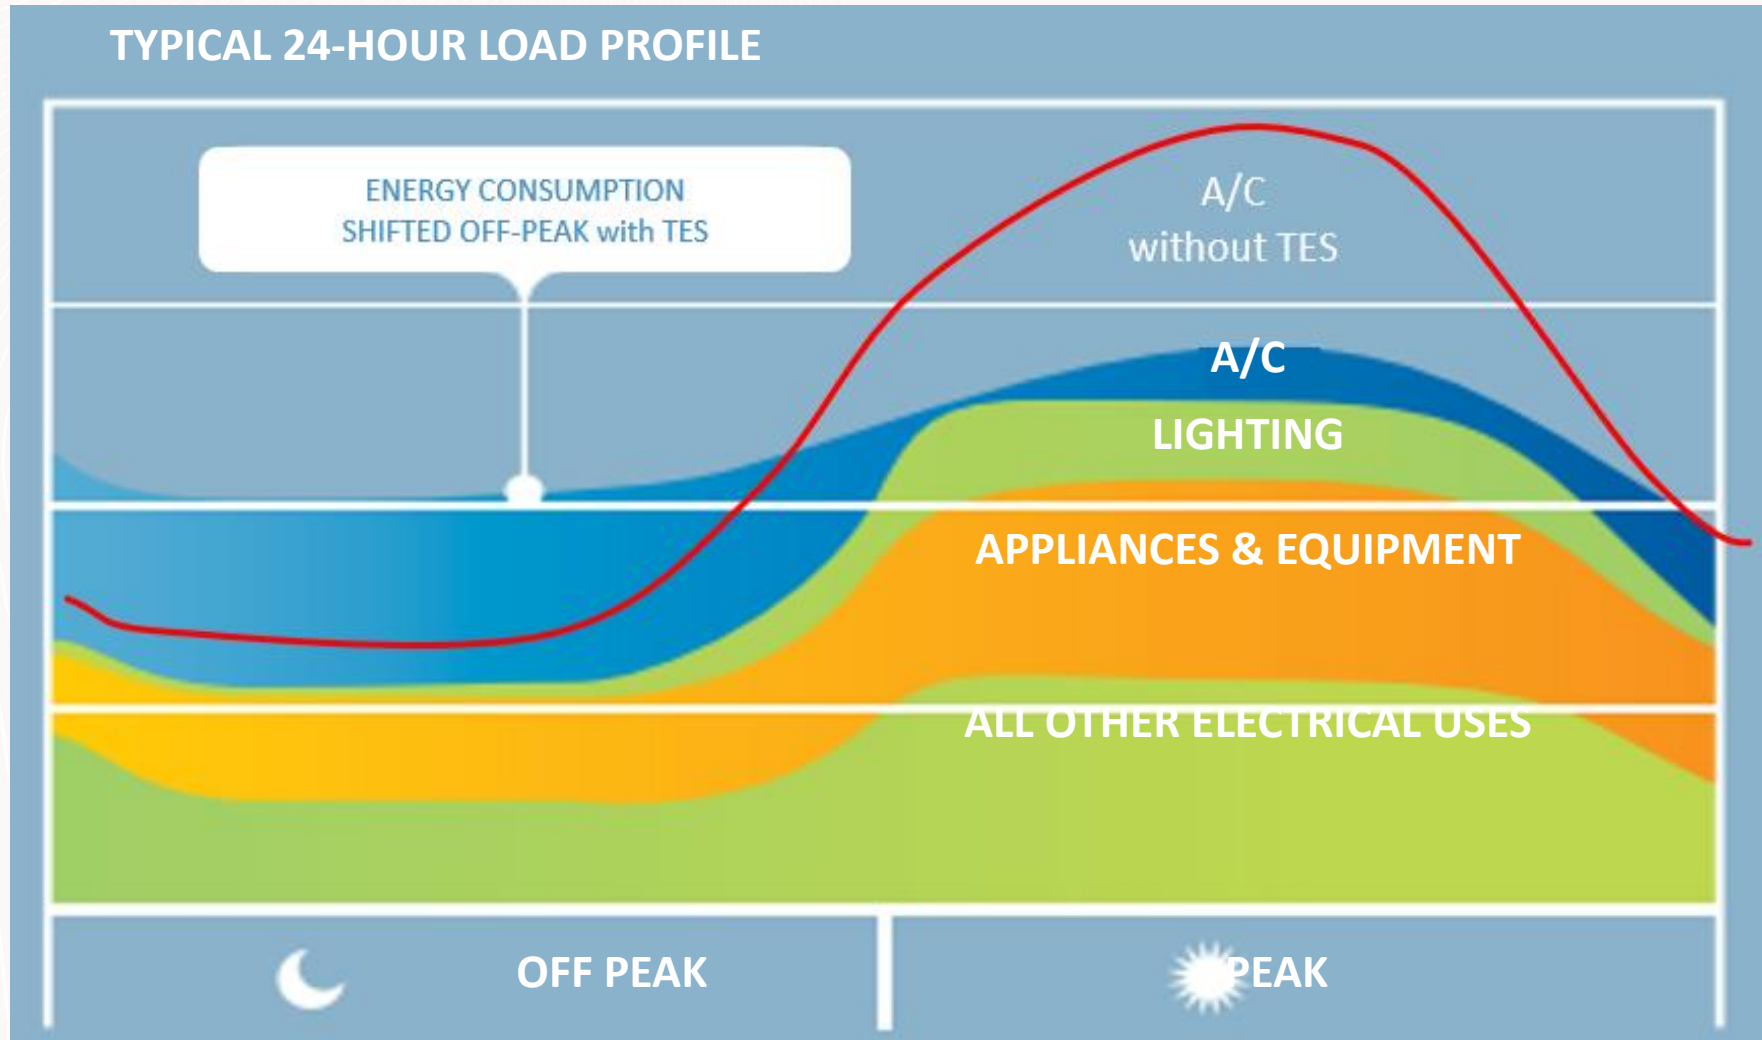 TYPICAL 24-HOUR LOAD PROFILE
ENERGY CONSUMPTION
SHIFTED OFF-PEAK with TES
A/C
without TES
A/C
LIGHTING
APPLIANCES & EQUIPMENT
ALL OTHER ELECTRICAL USES
OFF PEAK
PEAK